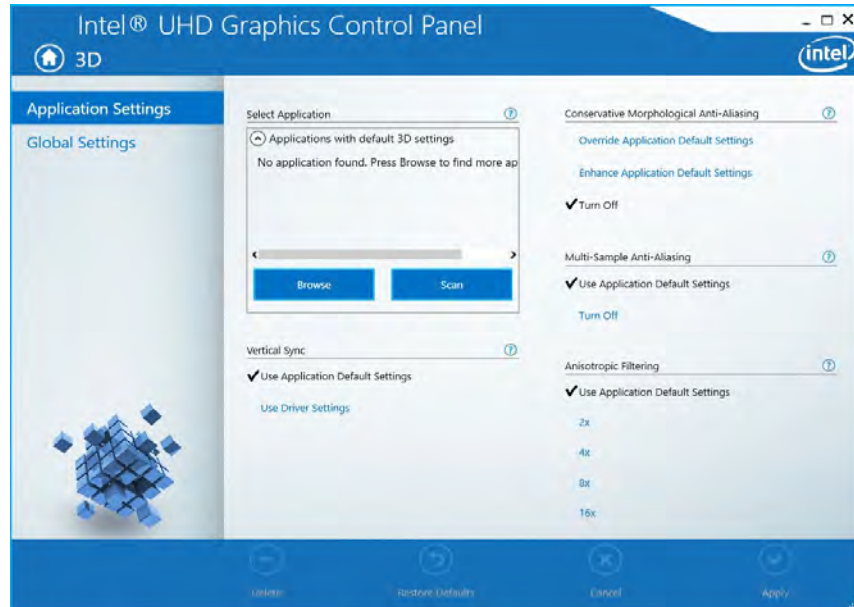 Intel® UHD Graphics Control Panel
3D
intel
Application Settings
Global Settings
Select Application
?
Applications with default 3D settings
No application found. Press Browse to find more ap
Browse
Scan
Vertical Sync
?
✔Use Application Default Settings
Use Driver Settings
Conservative Morphological Anti-Aliasing
?
Override Application Default Settings
Enhance Application Default Settings
✔Turn Off
Multi-Sample Anti-Aliasing
?
✔Use Application Default Settings
Turn Off
Anisotropic Filtering
?
✔Use Application Default Settings
2x
4x
8x
16x
Delete
Restore Defaults
Cancel
Apply